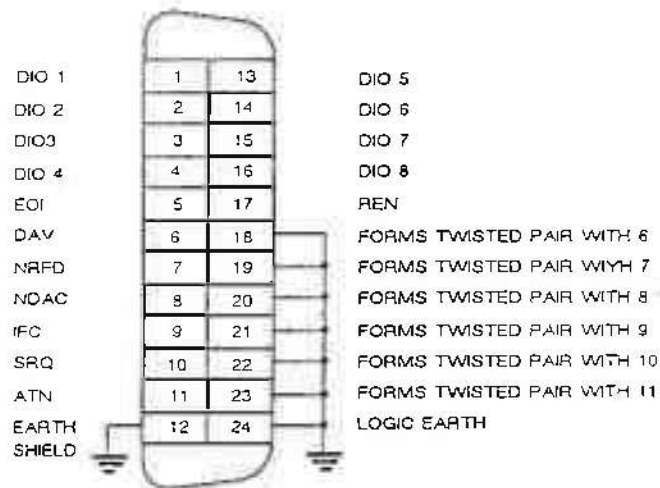 DIO 1 1 13 DIO 5
DIO 2 2 14 DIO 6
DIO3 3 15 DIO 7
DIO 4 4 16 DIO 8
EOI 5 17 REN
DAV 6 18 FORMS TWISTED PAIR WITH 6
NRFD 7 19 FORMS TWISTED PAIR WIYH 7
NDAC 8 20 FORMS TWISTED PAIR WITH 8
IFC 9 21 FORMS TWISTED PAIR WITH 9
SRQ 10 22 FORMS TWISTED PAIR WITH 10
ATN 11 23 FORMS TWISTED PAIR WITH 11
EARTH 12 24 LOGIC EARTH
SHIELD